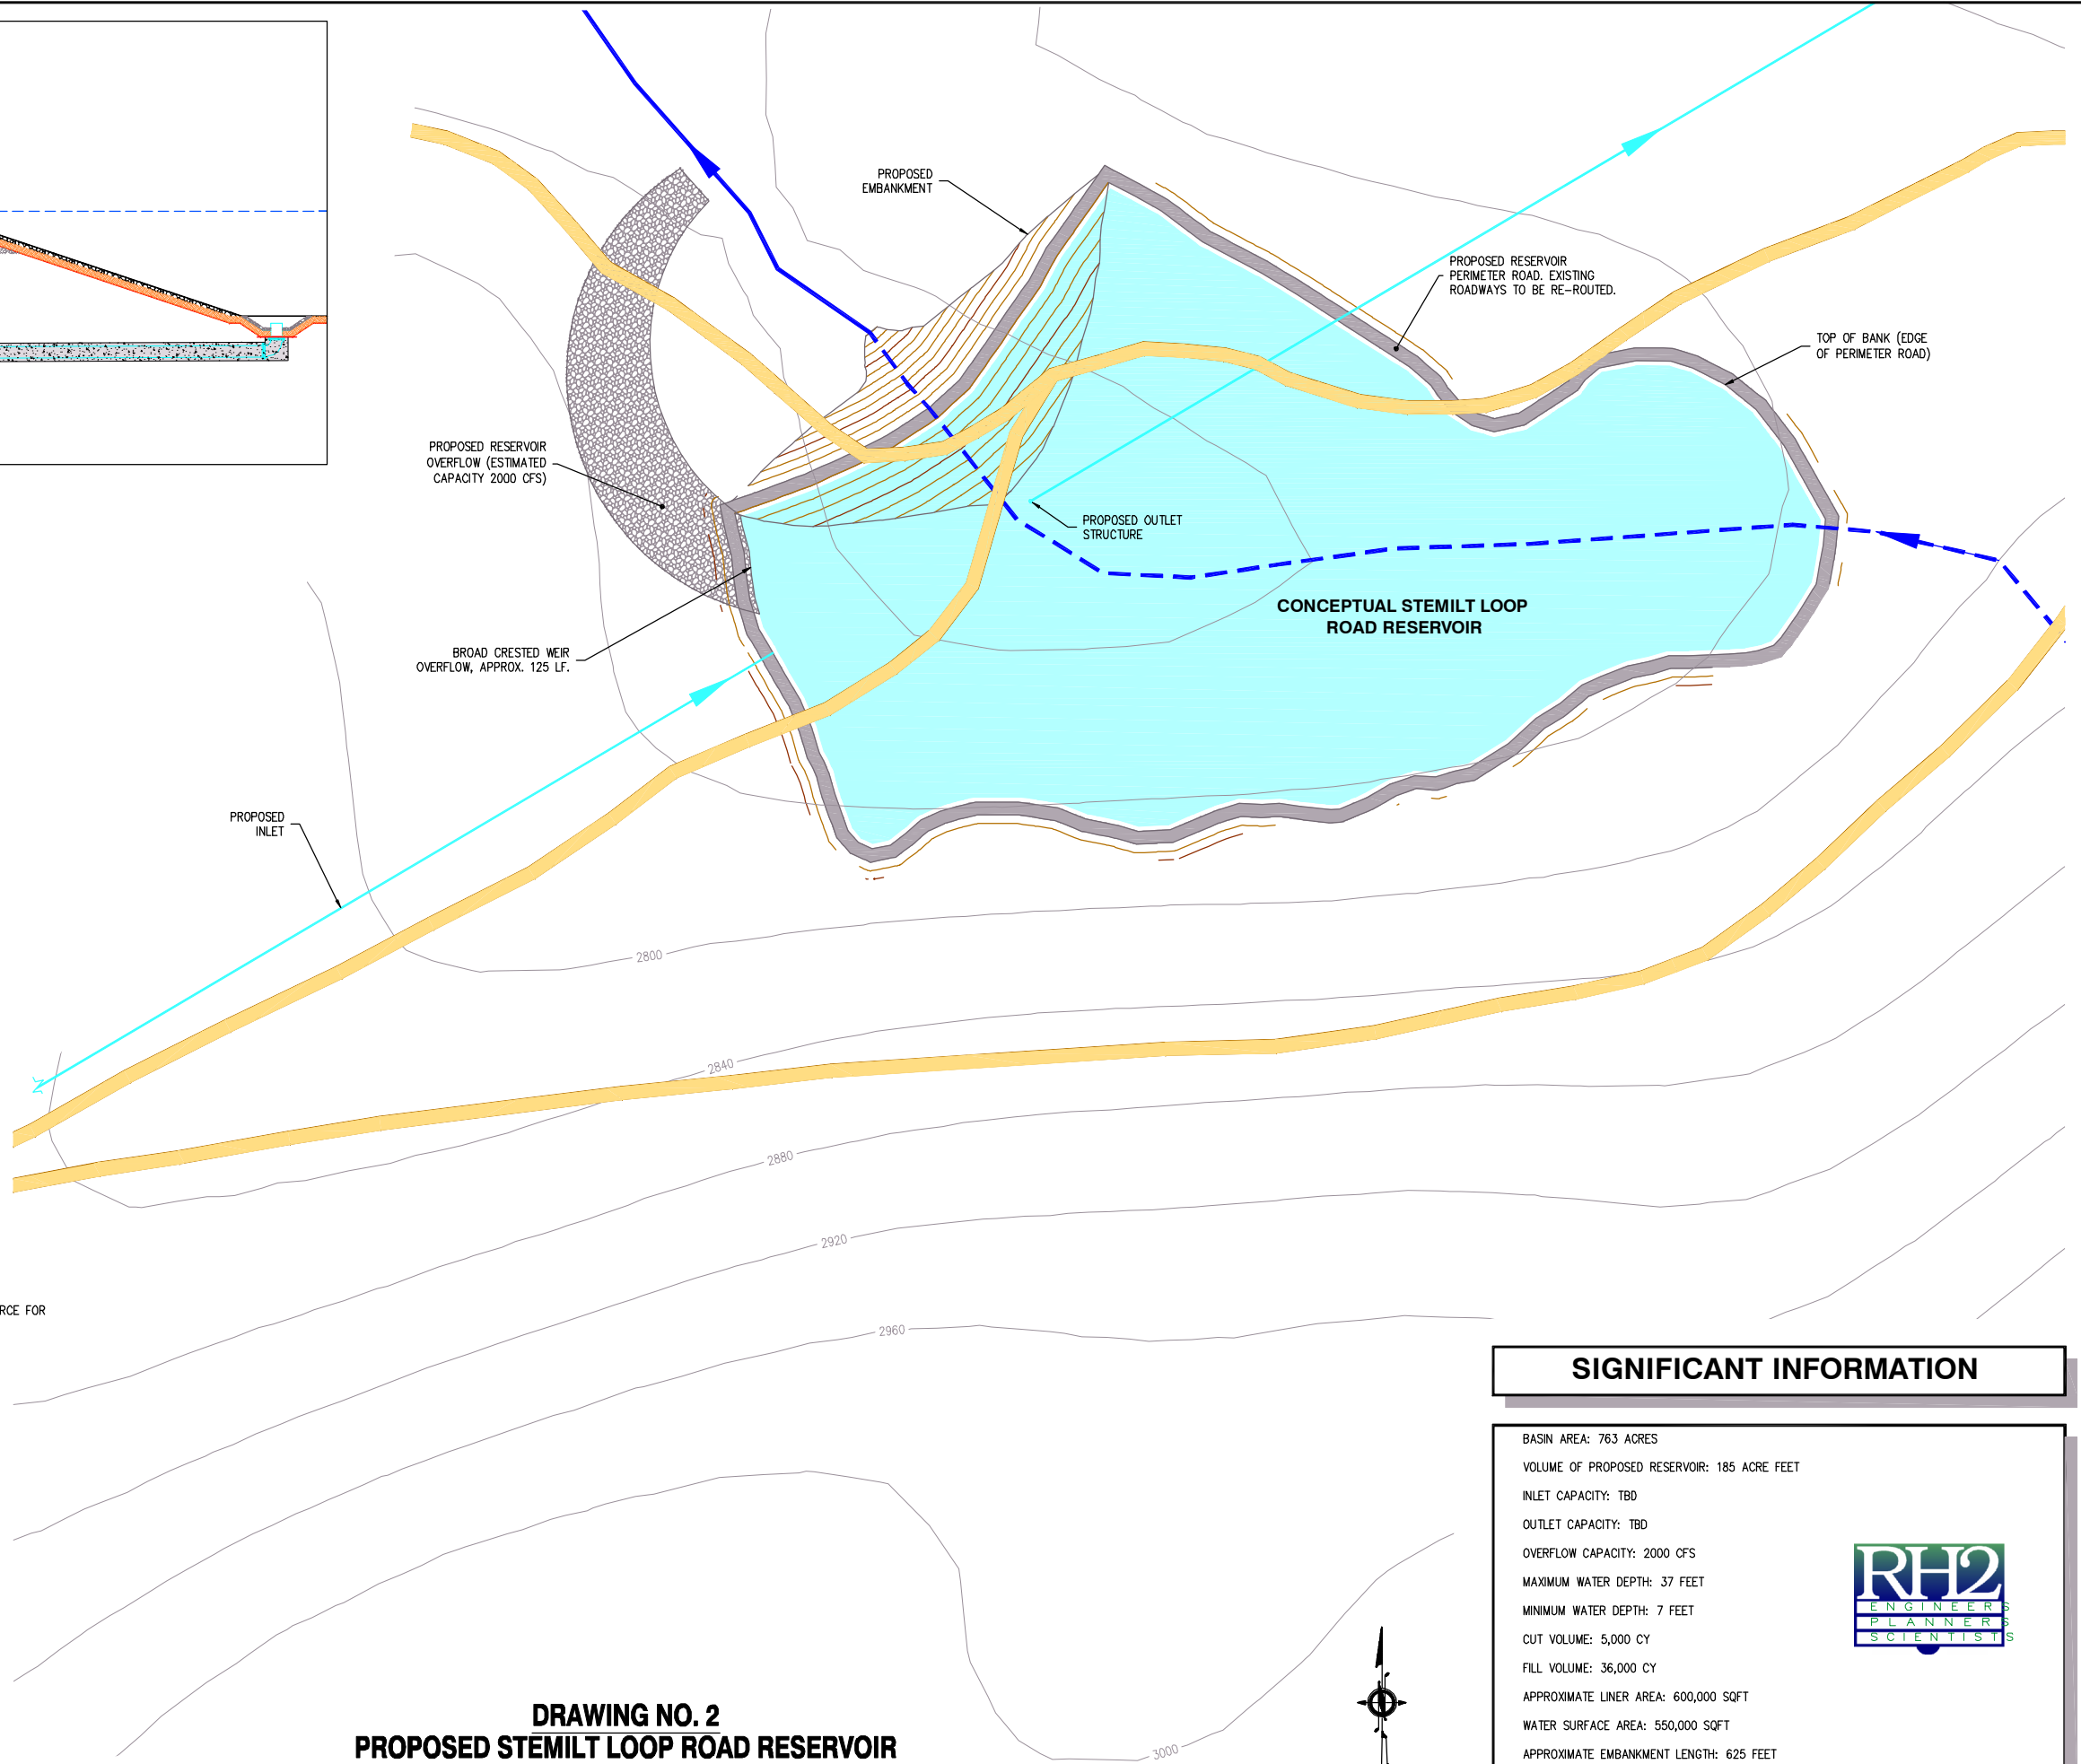 PROPOSED
EMBANKMENT
PROPOSED RESERVOIR
PERIMETER ROAD. EXISTING
ROADWAYS TO BE RE-ROUTED.
TOP OF BANK (EDGE
OF PERIMETER ROAD)
PROPOSED RESERVOIR
OVERFLOW (ESTIMATED
CAPACITY 2000 CFS)
PROPOSED OUTLET
STRUCTURE
CONCEPTUAL STEMILT LOOP
ROAD RESERVOIR
BROAD CRESTED WEIR
OVERFLOW, APPROX. 125 LF.
PROPOSED
INLET
2800
2840
2880
2920
2960
3000
RCE FOR
SIGNIFICANT INFORMATION
BASIN AREA: 763 ACRES
VOLUME OF PROPOSED RESERVOIR: 185 ACRE FEET
INLET CAPACITY: TBD
OUTLET CAPACITY: TBD
OVERFLOW CAPACITY: 2000 CFS
MAXIMUM WATER DEPTH: 37 FEET
MINIMUM WATER DEPTH: 7 FEET
CUT VOLUME: 5,000 CY
FILL VOLUME: 36,000 CY
APPROXIMATE LINER AREA: 600,000 SQFT
WATER SURFACE AREA: 550,000 SQFT
APPROXIMATE EMBANKMENT LENGTH: 625 FEET
RH2
ENGINEERS
PLANNERS
SCIENTISTS
DRAWING NO. 2
PROPOSED STEMILT LOOP ROAD RESERVOIR